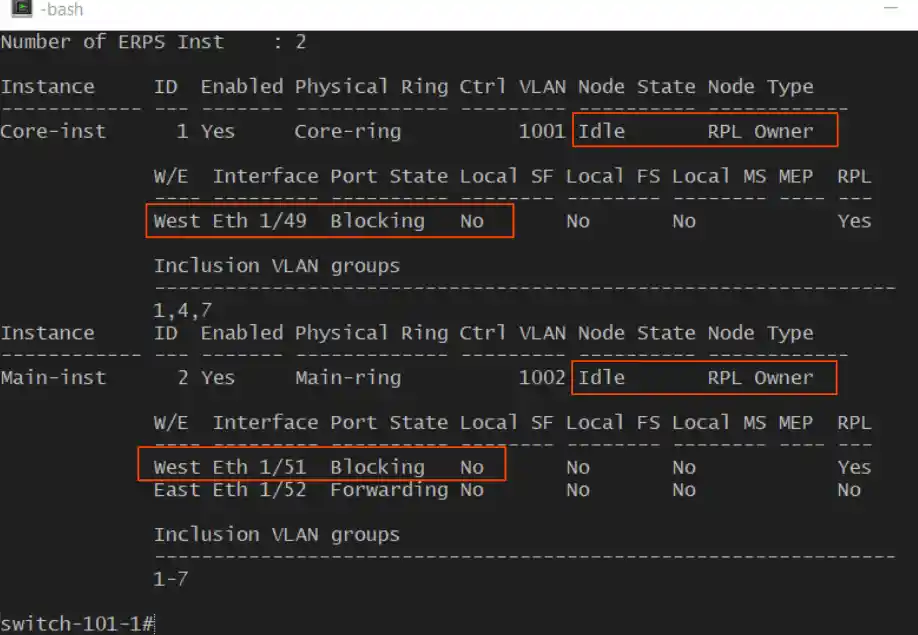 -bash
Number of ERPS Inst    : 2
Instance     ID  Enabled Physical Ring Ctrl VLAN Node State Node Type
------------ --- ------- ------------- --------- ---------- ------------
Core-inst      1 Yes     Core-ring          1001 Idle       RPL Owner
W/E  Interface Port State Local SF Local FS Local MS MEP  RPL
---- --------- ---------- -------- -------- -------- ---- ---
West Eth 1/49  Blocking   No       No       No            Yes
Inclusion VLAN groups
---------------------------------------------------------------
1,4,7
Instance     ID  Enabled Physical Ring Ctrl VLAN Node State Node Type
------------ --- ------- ------------- --------- ---------- ------------
Main-inst      2 Yes     Main-ring          1002 Idle       RPL Owner
W/E  Interface Port State Local SF Local FS Local MS MEP  RPL
---- --------- ---------- -------- -------- -------- ---- ---
West Eth 1/51  Blocking   No       No       No            Yes
East Eth 1/52  Forwarding No       No       No            No
Inclusion VLAN groups
---------------------------------------------------------------
1-7
switch-101-1#